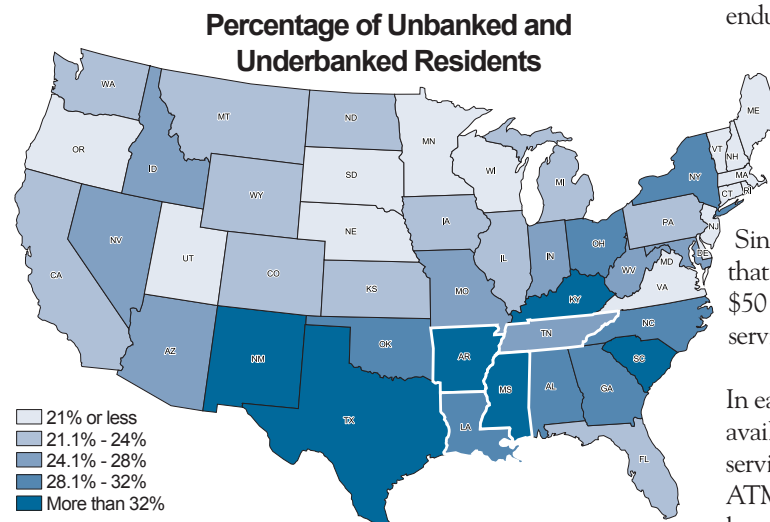 Percentage of Unbanked and
Underbanked Residents
WA
MT
ND
MN
ME
OR
ID
WY
SD
WI
MI
NY
VT
NH
MA
CT
RI
NV
UT
NE
IA
IL
IN
OH
PA
NJ
CA
CO
KS
MO
KY
WV
MD
DE
VA
AZ
NM
OK
AR
TN
NC
TX
LA
MS
AL
GA
SC
FL
21% or less
21.1% - 24%
24.1% - 28%
28.1% - 32%
More than 32%
endu
Sin
that
$50
serv
In ea
avail
servi
ATM